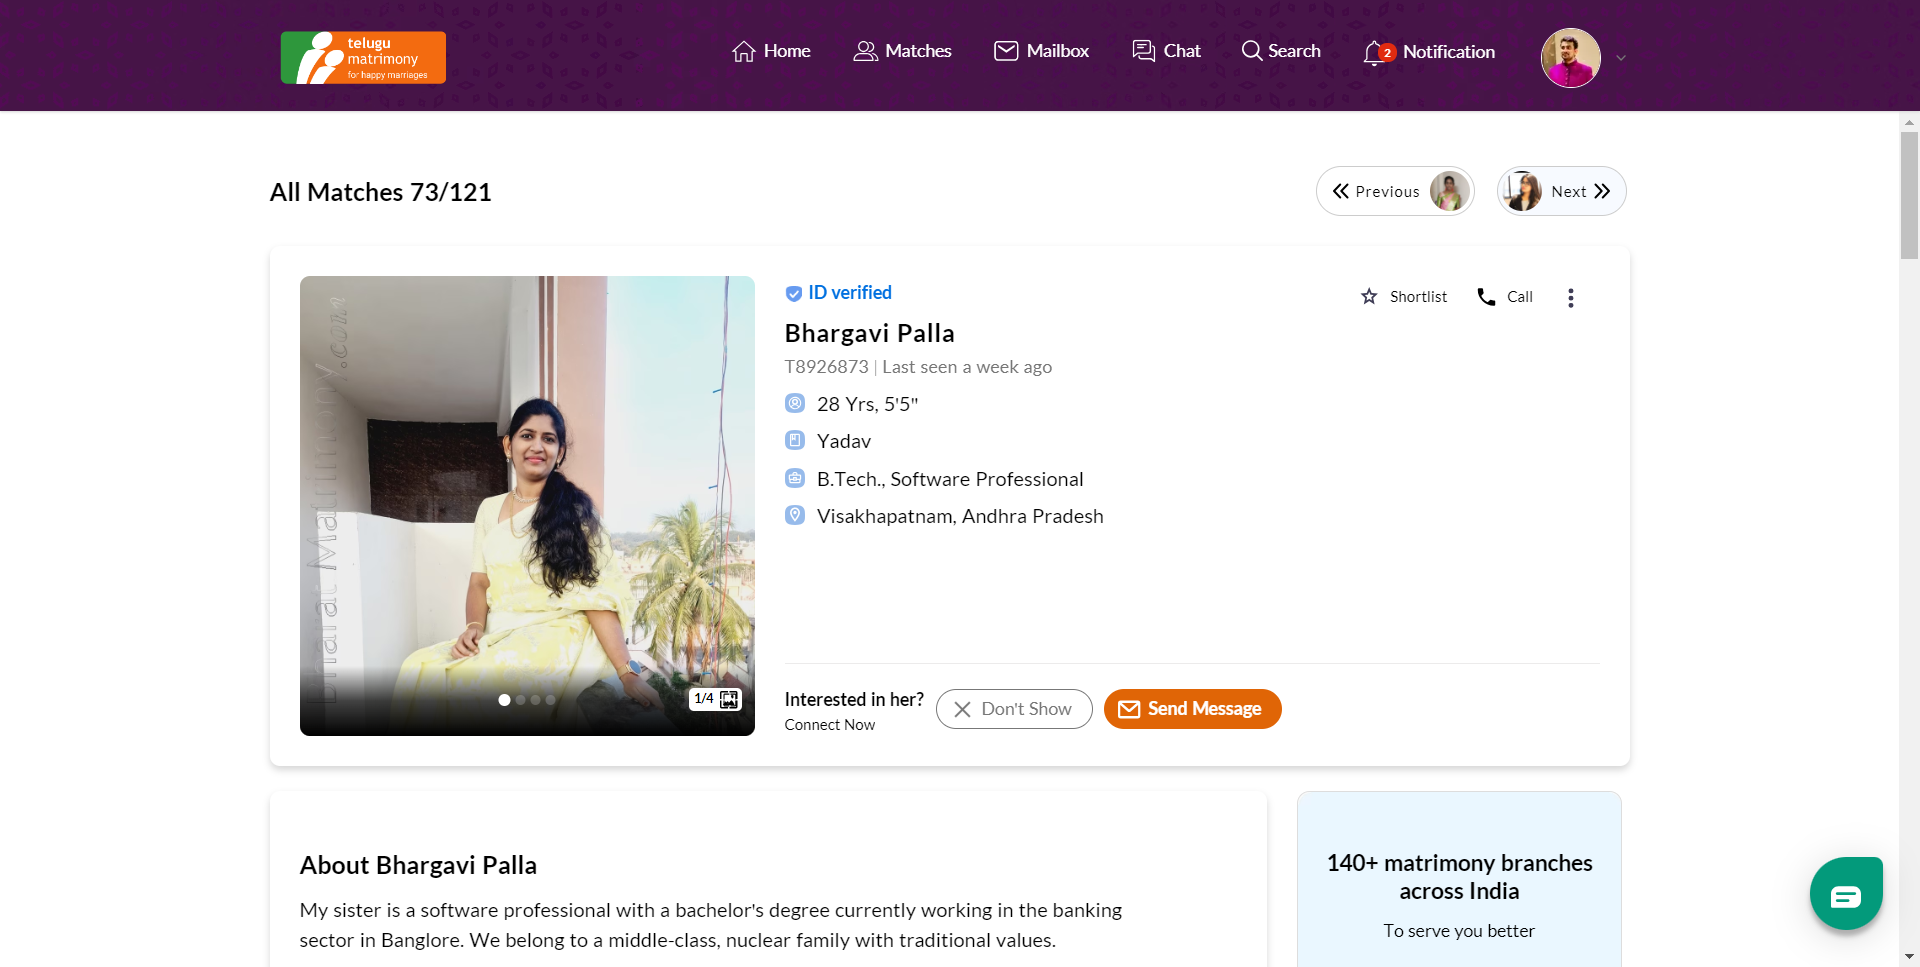 telugu
matrimony
for happy marriages
Home
Matches
Mailbox
Chat
Search
2
Notification
All Matches 73/121
Previous
Next
Bharat Matrimony.com
1/4
ID verified
Shortlist
Call
Bhargavi Palla
T8926873 | Last seen a week ago
28 Yrs, 5'5"
Yadav
B.Tech., Software Professional
Visakhapatnam, Andhra Pradesh
Interested in her?
Connect Now
Don't Show
Send Message
About Bhargavi Palla
My sister is a software professional with a bachelor's degree currently working in the banking
sector in Banglore. We belong to a middle-class, nuclear family with traditional values.
140+ matrimony branches
across India
To serve you better